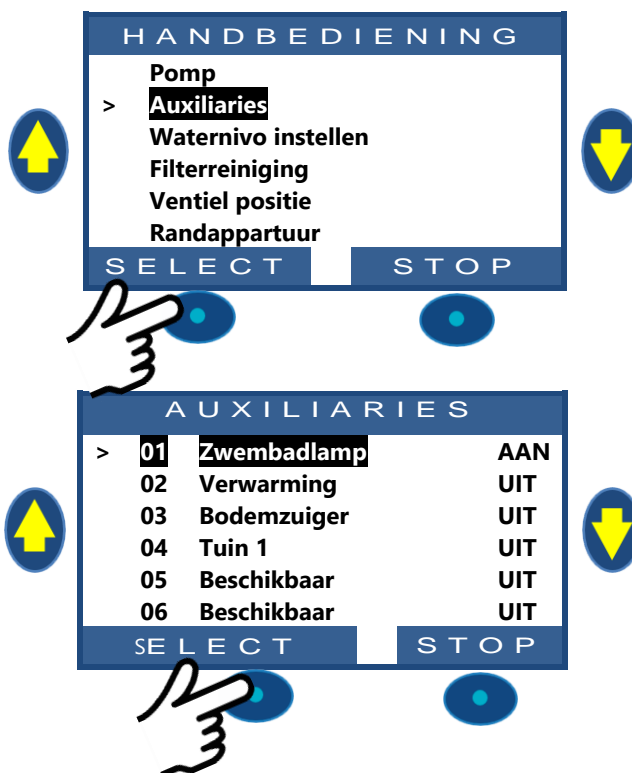 HANDBEDIENING
Pomp
> Auxiliaries
Waternivo instellen
Filterreiniging
Ventiel positie
Randappartuur
SELECT STOP
AUXILIARIES
> 01 Zwembadlamp AAN
02 Verwarming UIT
03 Bodemzuiger UIT
04 Tuin 1 UIT
05 Beschikbaar UIT
06 Beschikbaar UIT
SELECT STOP